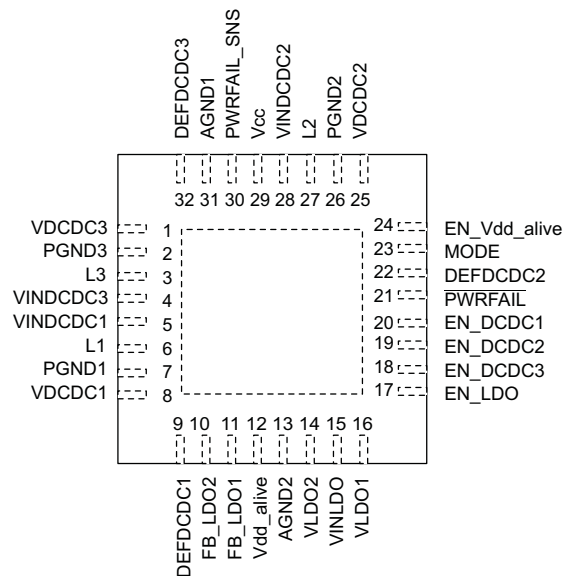 DEFDCDC3
AGND1
PWRFAIL_SNS
Vcc
VINDCDC2
L2
PGND2
VDCDC2
32 31 30 29 28 27 26 25
VDCDC3 1
PGND3 2
L3 3
VINDCDC3 4
VINDCDC1 5
L1 6
PGND1 7
VDCDC1 8
24 EN_Vdd_alive
23 MODE
22 DEFDCDC2
21 PWRFAIL
20 EN_DCDC1
19 EN_DCDC2
18 EN_DCDC3
17 EN_LDO
9 10 11 12 13 14 15 16
DEFDCDC1
FB_LDO2
FB_LDO1
Vdd_alive
AGND2
VLDO2
VINLDO
VLDO1